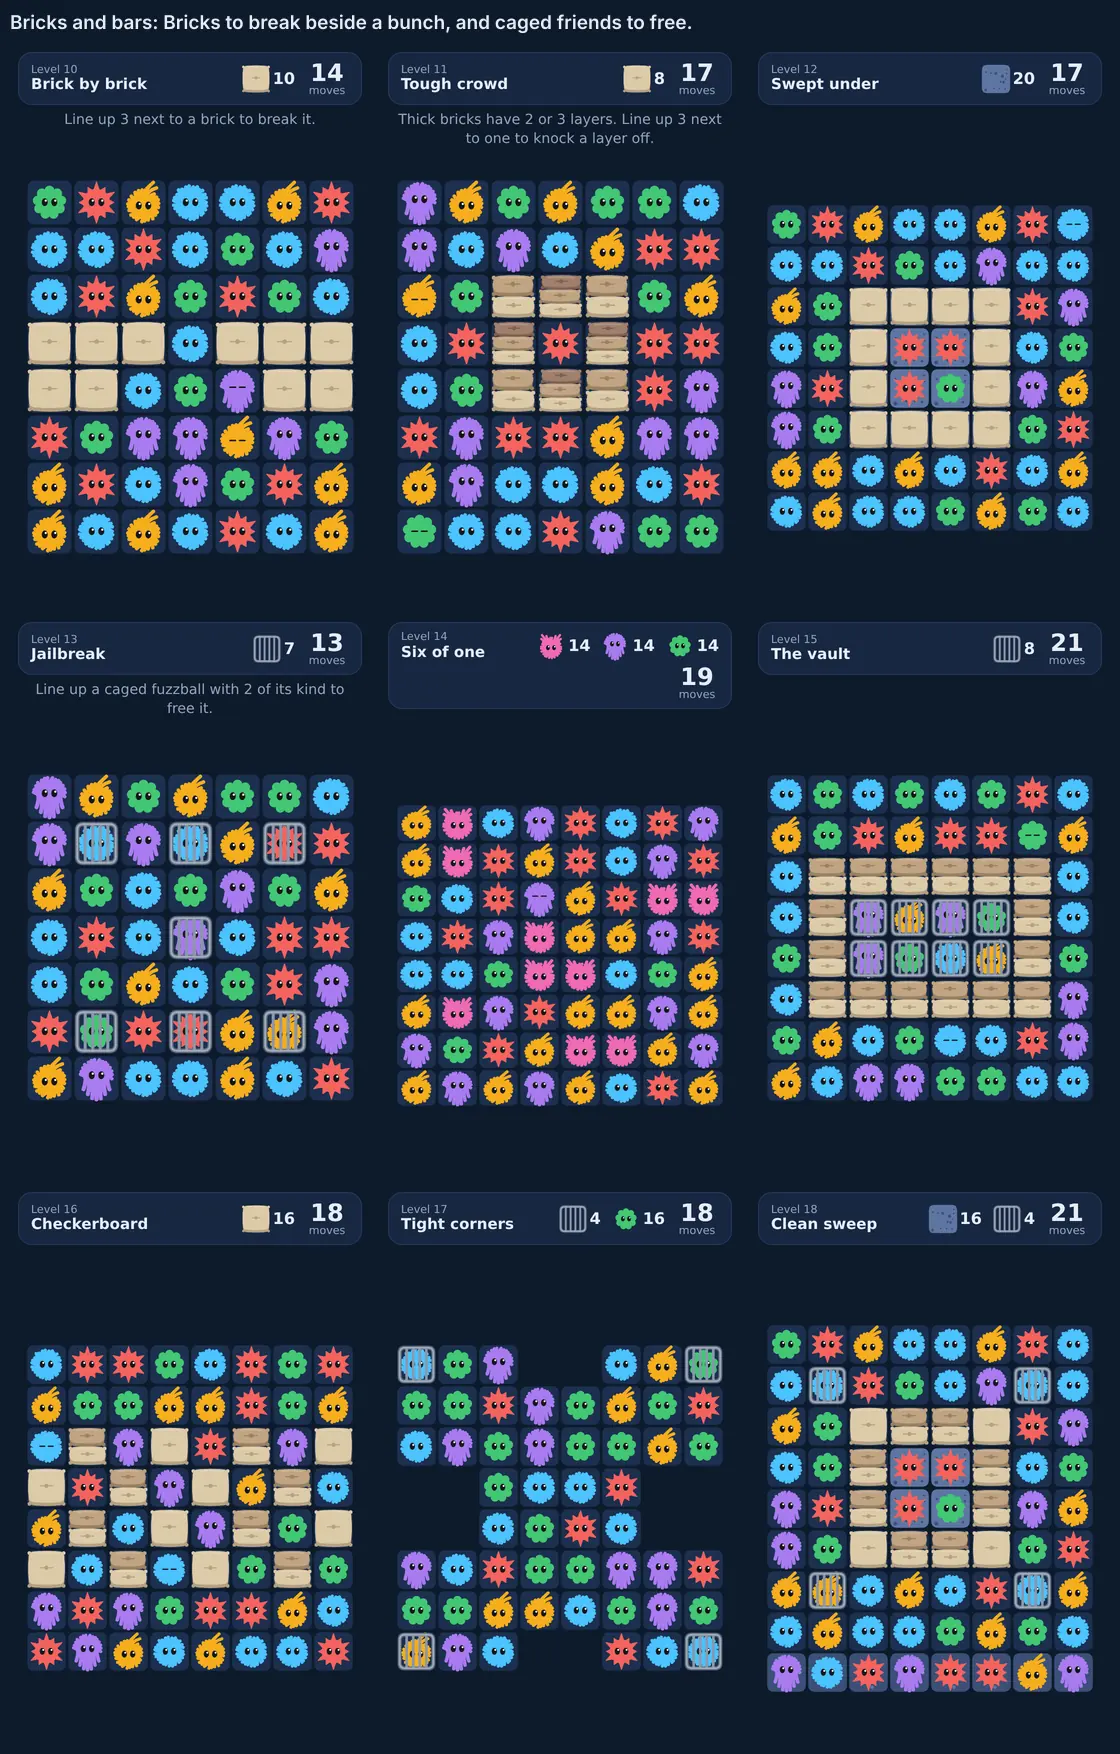 Bricks and bars: Bricks to break beside a bunch, and caged friends to free.
Level 10
Brick by brick
10
14
moves
Line up 3 next to a brick to break it.
Level 11
Tough crowd
8
17
moves
Thick bricks have 2 or 3 layers. Line up 3 next
to one to knock a layer off.
Level 12
Swept under
20
17
moves
Level 13
Jailbreak
7
13
moves
Line up a caged fuzzball with 2 of its kind to
free it.
Level 14
Six of one
14
14
14
19
moves
Level 15
The vault
8
21
moves
Level 16
Checkerboard
16
18
moves
Level 17
Tight corners
4
16
18
moves
Level 18
Clean sweep
16
4
21
moves